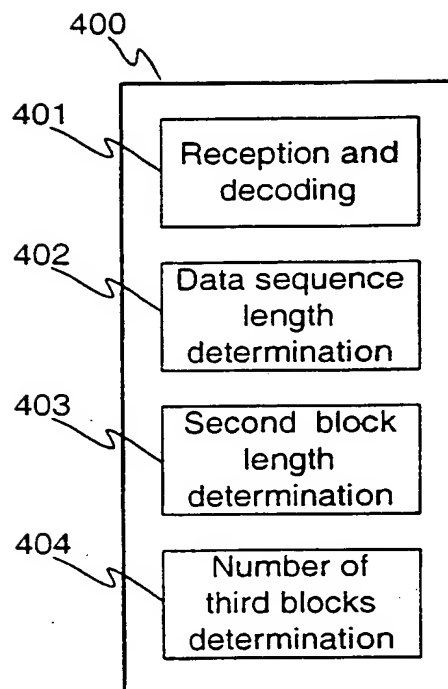 400
401
Reception and
decoding
402
Data sequence
length
determination
403
Second block
length
determination
404
Number of
third blocks
determination